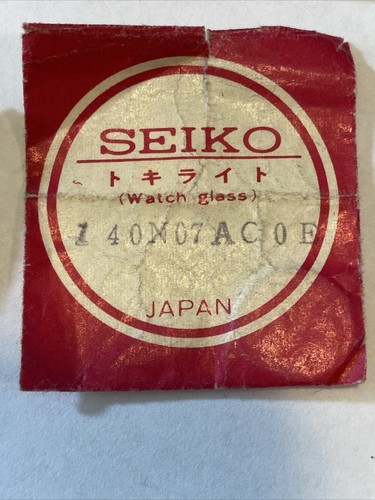 SEIKO
トキライト
(Watch glass)
140N07AC0E
JAPAN